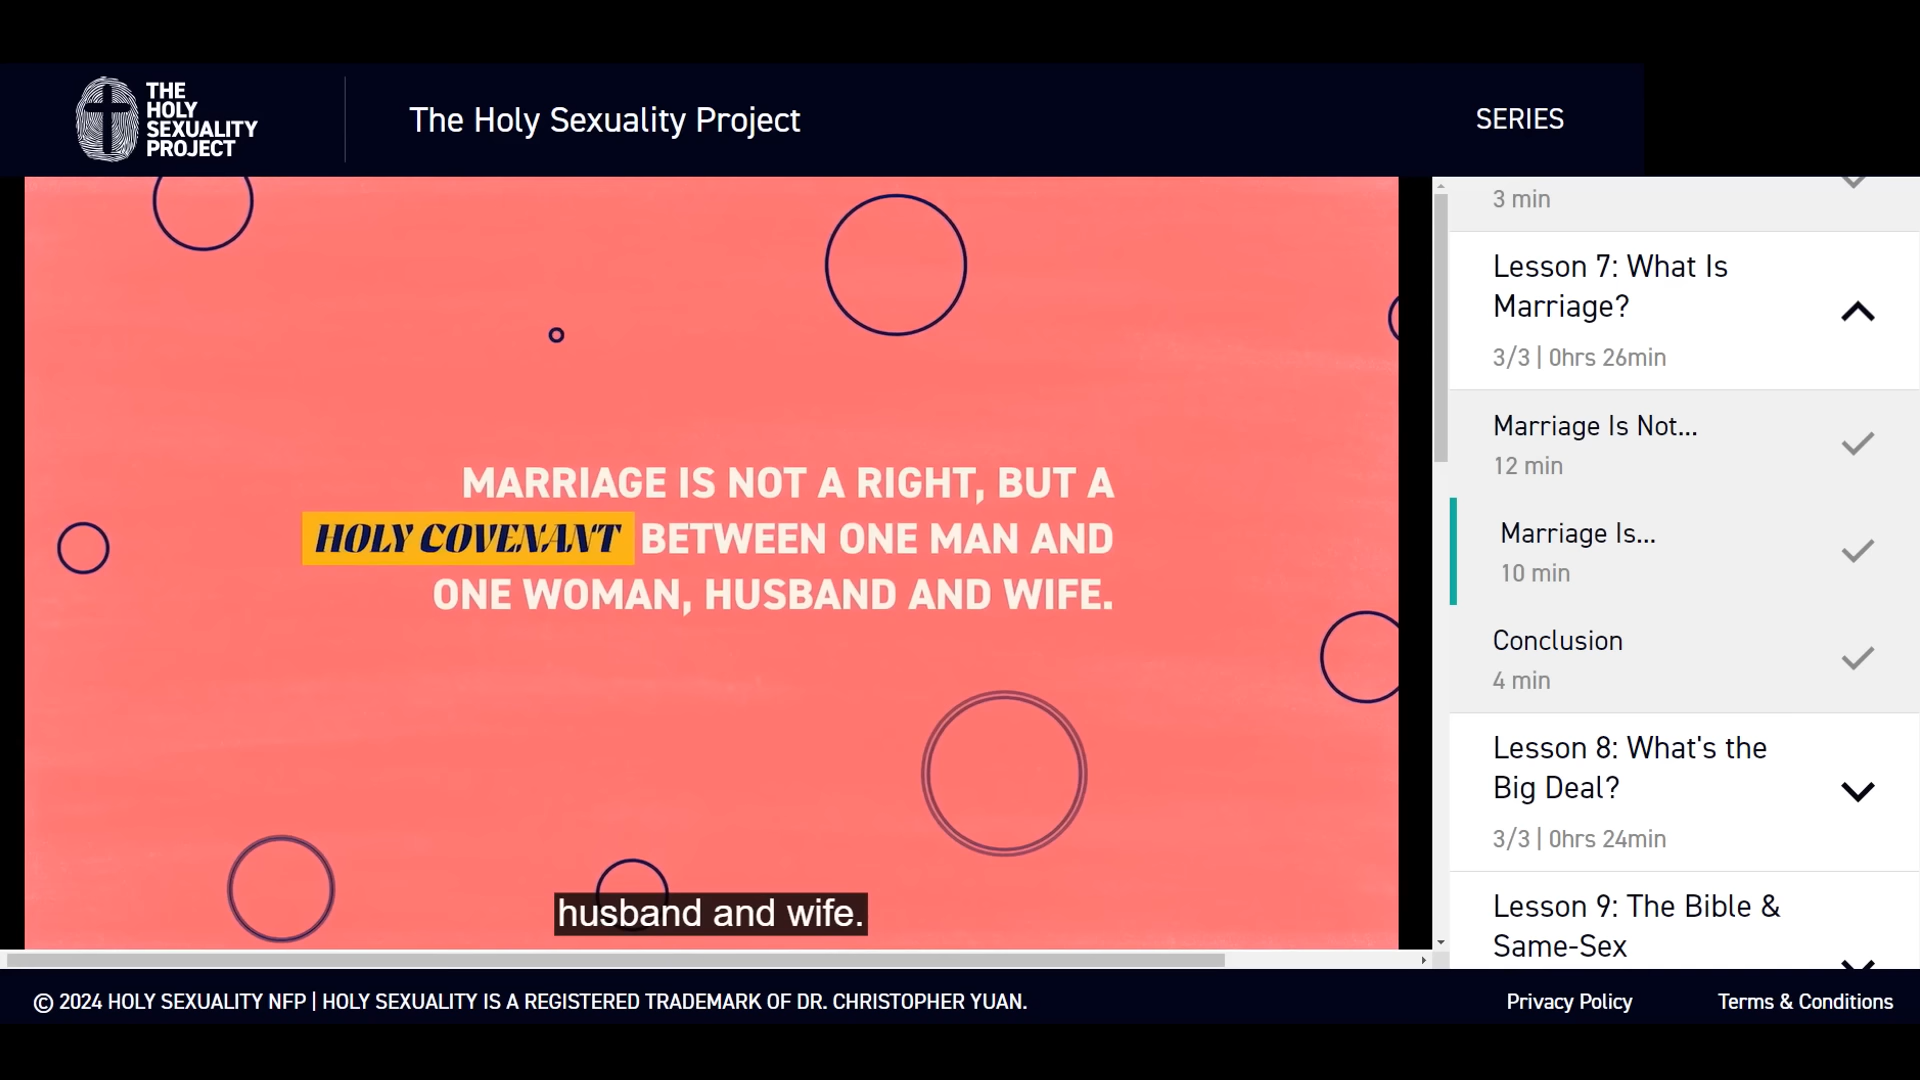 THE
HOLY
SEXUALITY
PROJECT
The Holy Sexuality Project
SERIES
MARRIAGE IS NOT A RIGHT, BUT A
HOLY COVENANT BETWEEN ONE MAN AND
ONE WOMAN, HUSBAND AND WIFE.
husband and wife.
3 min
Lesson 7: What Is
Marriage?
3/3 | 0hrs 26min
Marriage Is Not...
12 min
Marriage Is...
10 min
Conclusion
4 min
Lesson 8: What's the
Big Deal?
3/3 | 0hrs 24min
Lesson 9: The Bible &
Same-Sex
© 2024 HOLY SEXUALITY NFP | HOLY SEXUALITY IS A REGISTERED TRADEMARK OF DR. CHRISTOPHER YUAN.
Privacy Policy
Terms & Conditions